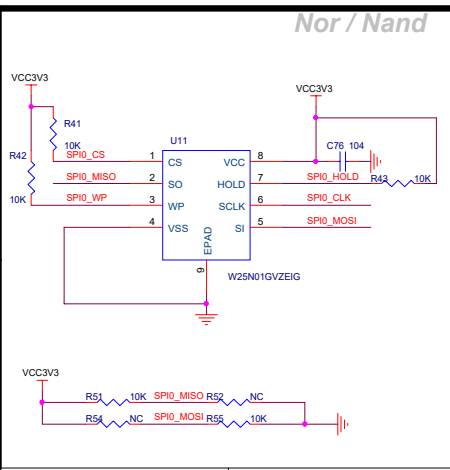 Nor / Nand
VCC3V3
VCC3V3
R41
10K
R42
10K
SPI0_CS
SPI0_MISO
SPI0_WP
U11
1 CS VCC 8
2 SO HOLD 7
3 WP SCLK 6
4 VSS SI 5
EPAD
9
W25N01GVZEIG
C76 104
SPI0_HOLD R43 10K
SPI0_CLK
SPI0_MOSI
VCC3V3
R51 10K SPI0_MISO R52 NC
R54 NC SPI0_MOSI R55 10K